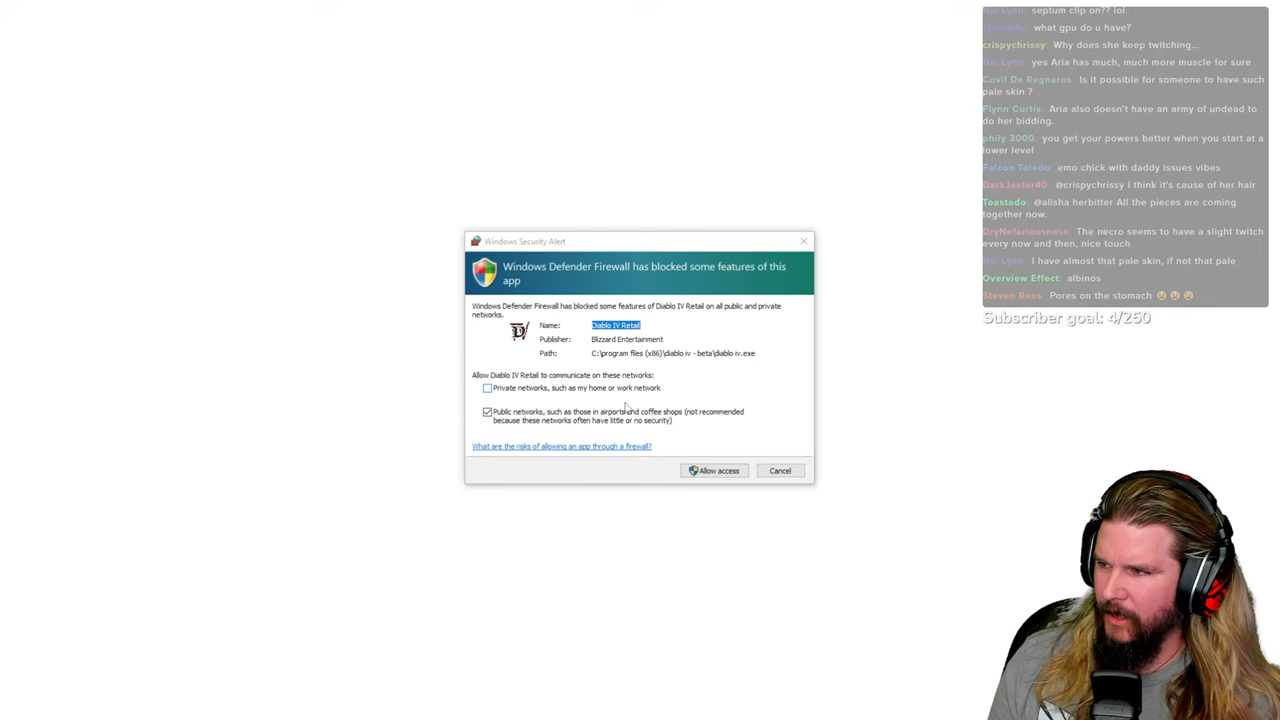 Nic Lynn: septum clip on?? lol
what gpu do u have?
crispychrissy: Why does she keep twitching...
Nic Lynn: yes Aria has much, much more muscle for sure
Covil De Ragnaros: Is it possible for someone to have such
pale skin ?
Flynn Curtis: Aria also doesn't have an army of undead to
do her bidding.
phily 3000: you get your powers better when you start at a
lower level
Falcon Toledo: emo chick with daddy issues vibes
DarkJester40 @crispychrissy I think it's cause of her hair
Toastado: @alisha herbitter All the pieces are coming
together now.
DryNefariousness: The necro seems to have a slight twitch
every now and then, nice touch
Nic Lynn: I have almost that pale skin, if not that pale
Overview Effect: albinos
Steven Reos: Pores on the stomach 😢 😢 😢
Subscriber goal: 4/250
Windows Security Alert
Windows Defender Firewall has blocked some features of this
app
Windows Defender Firewall has blocked some features of Diablo IV Retail on all public and private
networks.
Name: Diablo IV Retail
Publisher: Blizzard Entertainment
Path: C:\program files (x86)\diablo iv - beta\diablo iv.exe
Allow Diablo IV Retail to communicate on these networks:
Private networks, such as my home or work network
Public networks, such as those in airports and coffee shops (not recommended
because these networks often have little or no security)
What are the risks of allowing an app through a firewall?
Allow access
Cancel